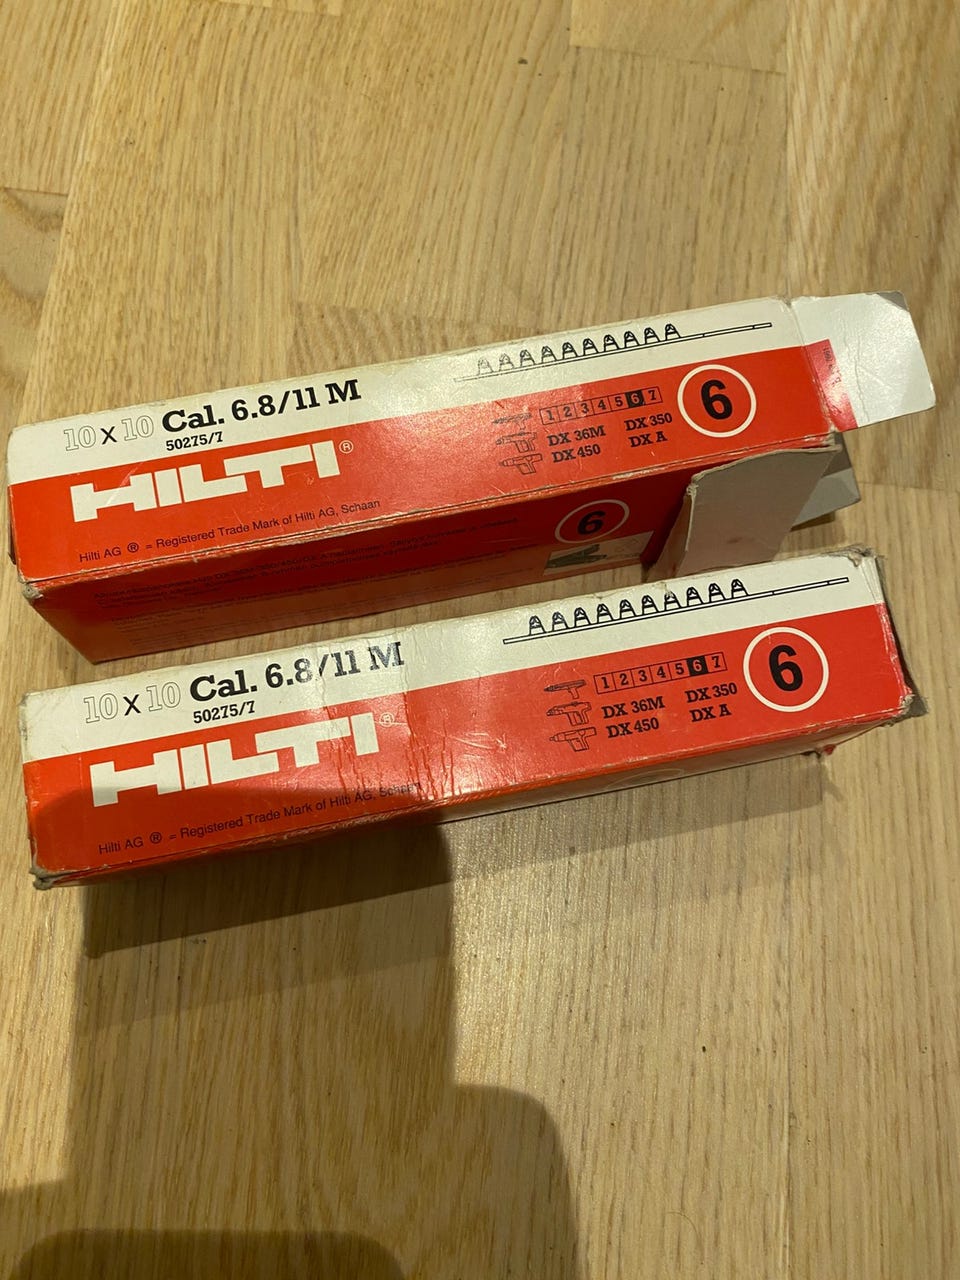 10 x 10 Cal. 6.8/11 M
50275/7
HILTI®
Hilti AG ® = Registered Trade Mark of Hilti AG, Schaan
1 2 3 4 5 6 7
DX 36M DX 350
DX 450 DX A
6
6
10 x 10 Cal. 6.8/11 M
50275/7
HILTI®
Hilti AG ® = Registered Trade Mark of Hilti AG, Schaan
1 2 3 4 5 6 7
DX 36M DX 350
DX 450 DX A
6